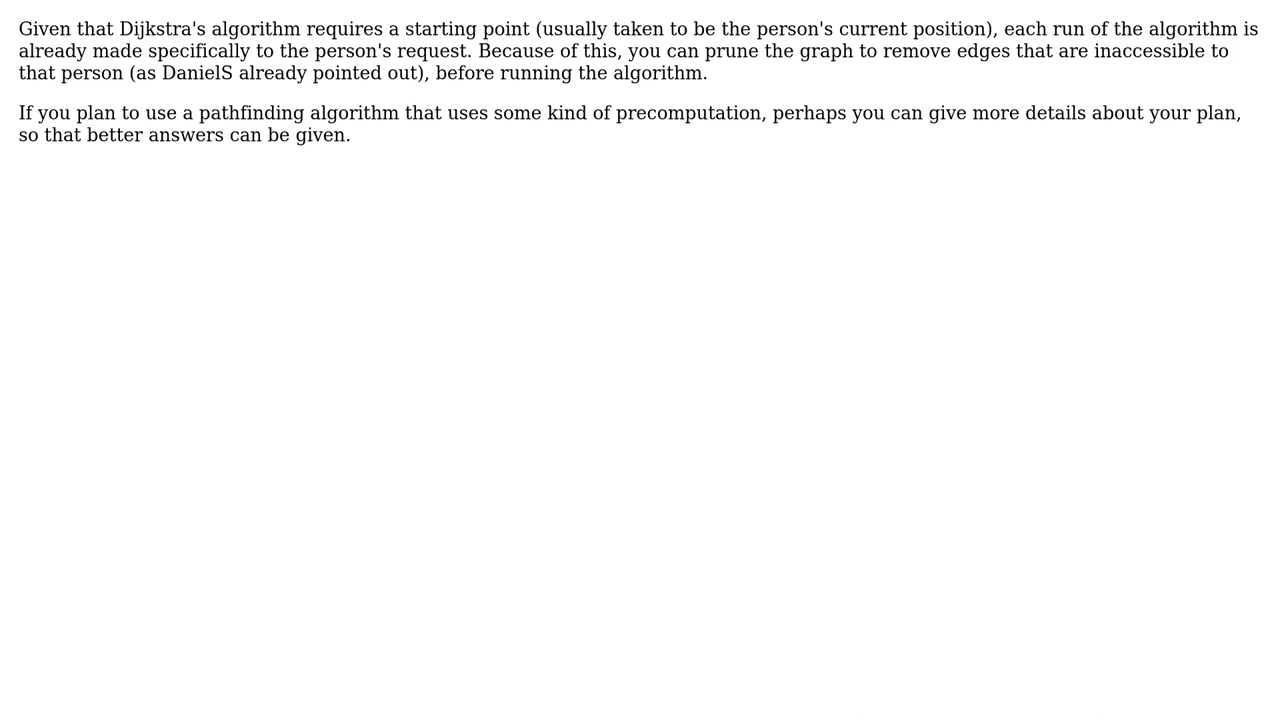 Given that Dijkstra's algorithm requires a starting point (usually taken to be the person's current position), each run of the algorithm is
already made specifically to the person's request. Because of this, you can prune the graph to remove edges that are inaccessible to
that person (as DanielS already pointed out), before running the algorithm.
If you plan to use a pathfinding algorithm that uses some kind of precomputation, perhaps you can give more details about your plan,
so that better answers can be given.